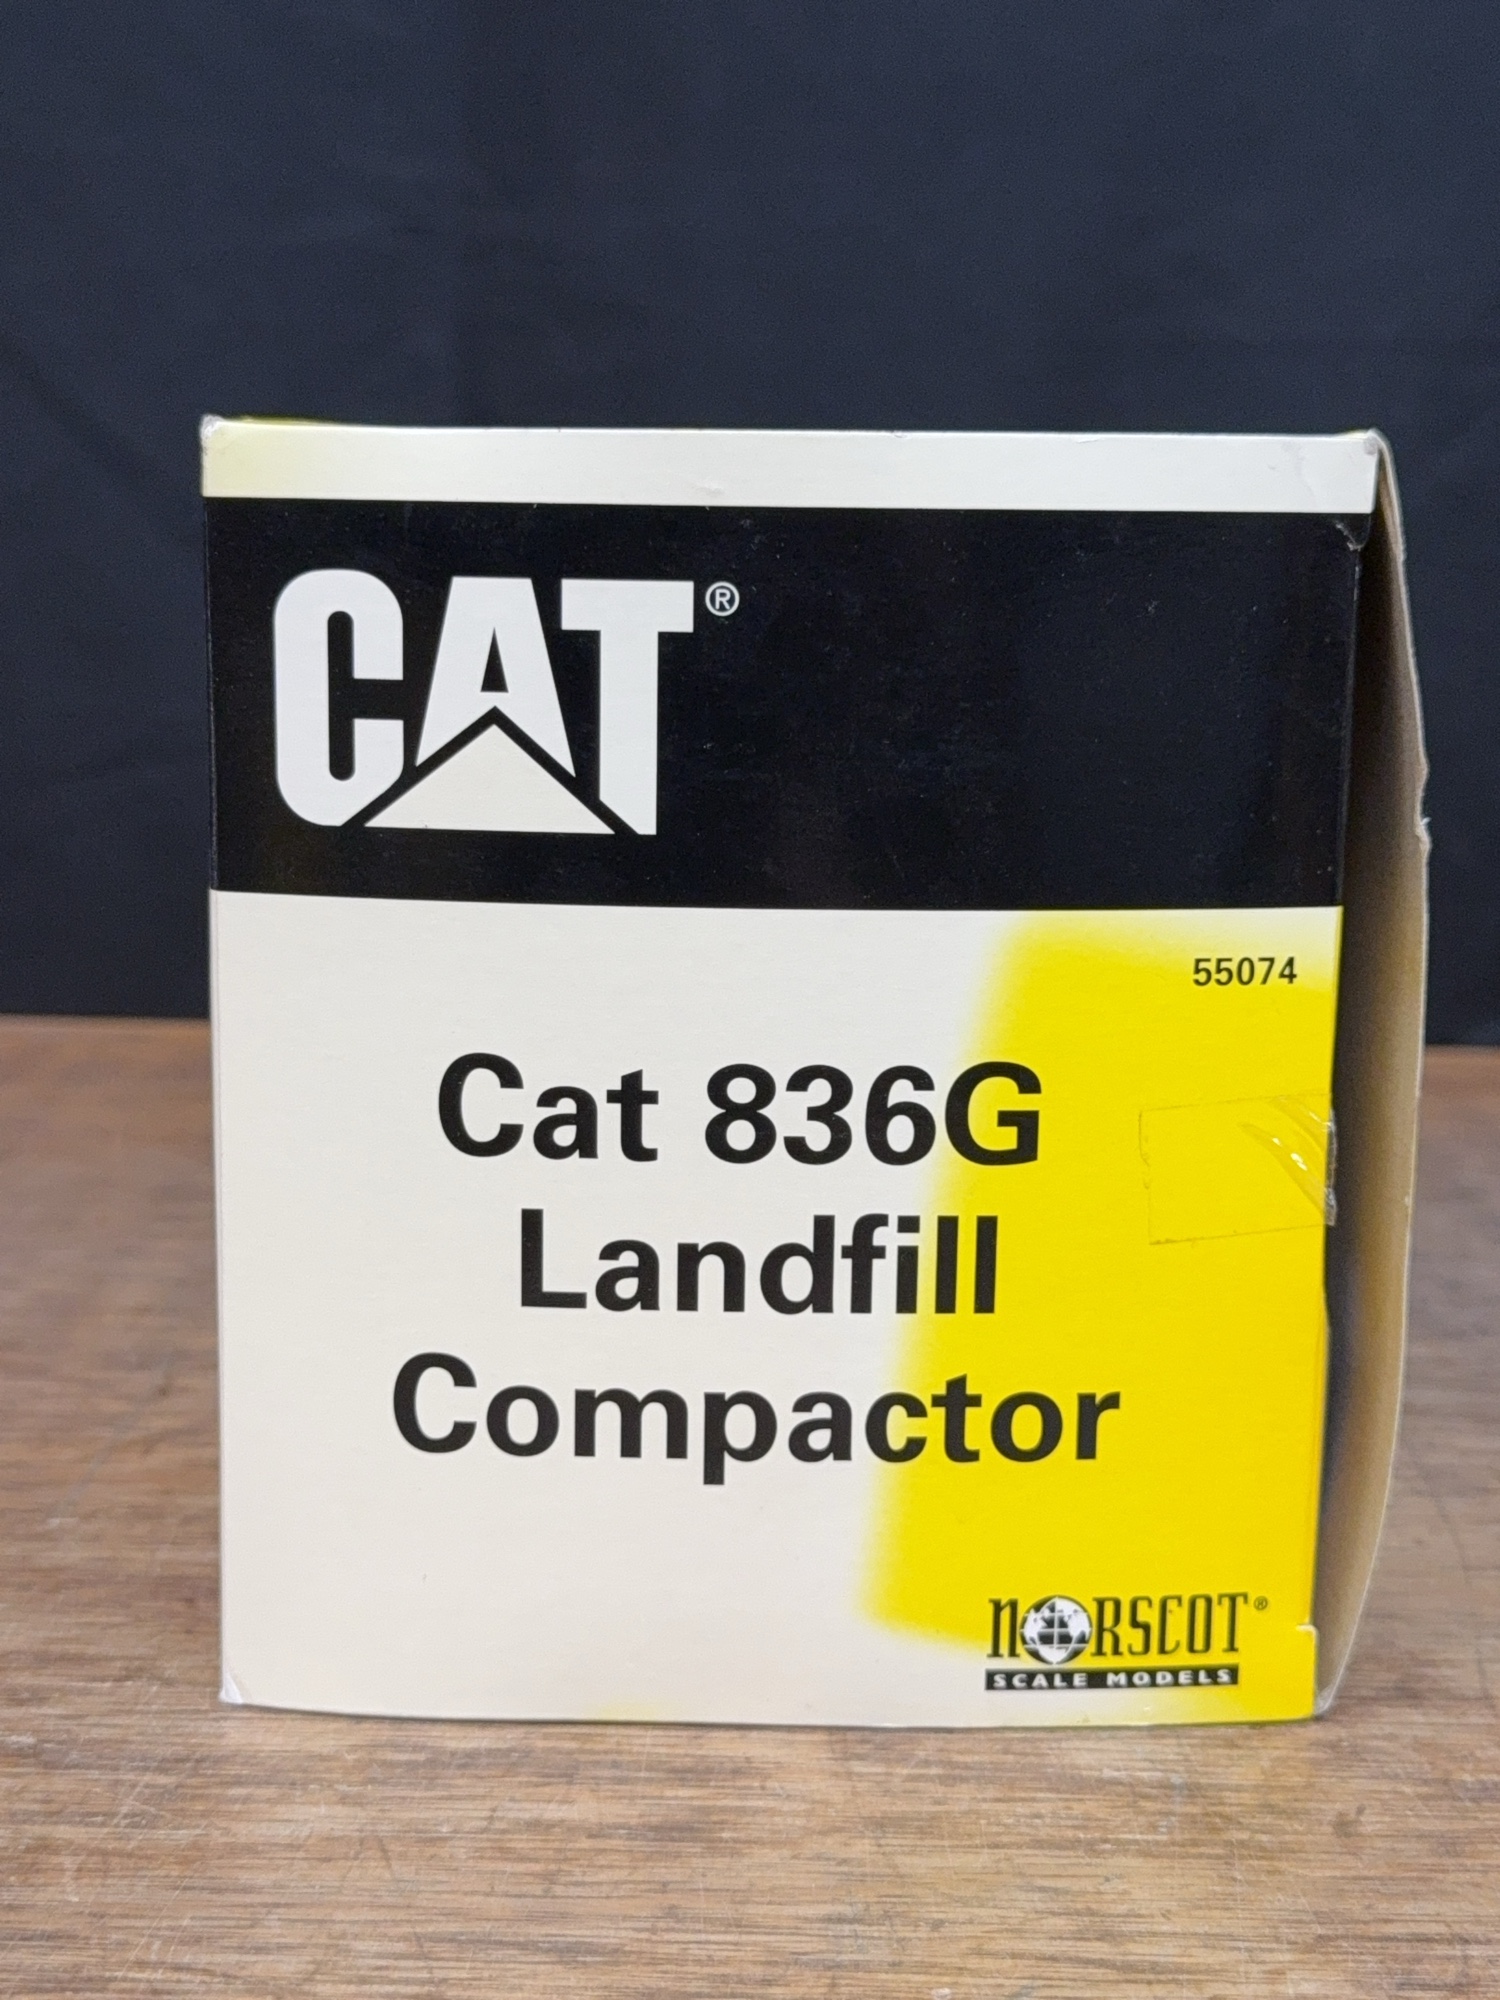 CAT®
55074
Cat 836G
Landfill
Compactor
NORSCOT®
SCALE MODELS